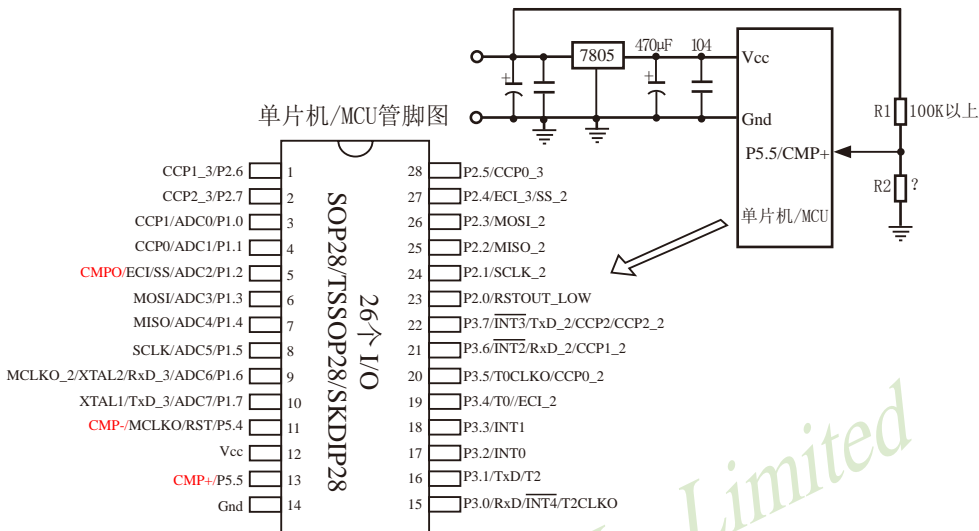 7805
470μF
104
Vcc
Gnd
P5.5/CMP+
单片机/MCU
R1
100K以上
R2
?
单片机/MCU管脚图
SOP28/TSSOP28/SKDIP28
26个 I/O
CCP1_3/P2.6 1
CCP2_3/P2.7 2
CCP1/ADC0/P1.0 3
CCP0/ADC1/P1.1 4
CMPO/ECI/SS/ADC2/P1.2 5
MOSI/ADC3/P1.3 6
MISO/ADC4/P1.4 7
SCLK/ADC5/P1.5 8
MCLKO_2/XTAL2/RxD_3/ADC6/P1.6 9
XTAL1/TxD_3/ADC7/P1.7 10
CMP-/MCLKO/RST/P5.4 11
Vcc 12
CMP+/P5.5 13
Gnd 14
28 P2.5/CCP0_3
27 P2.4/ECI_3/SS_2
26 P2.3/MOSI_2
25 P2.2/MISO_2
24 P2.1/SCLK_2
23 P2.0/RSTOUT_LOW
22 P3.7/INT3/TxD_2/CCP2/CCP2_2
21 P3.6/INT2/RxD_2/CCP1_2
20 P3.5/T0CLKO/CCP0_2
19 P3.4/T0//ECI_2
18 P3.3/INT1
17 P3.2/INT0
16 P3.1/TxD/T2
15 P3.0/RxD/INT4/T2CLKO
Limited